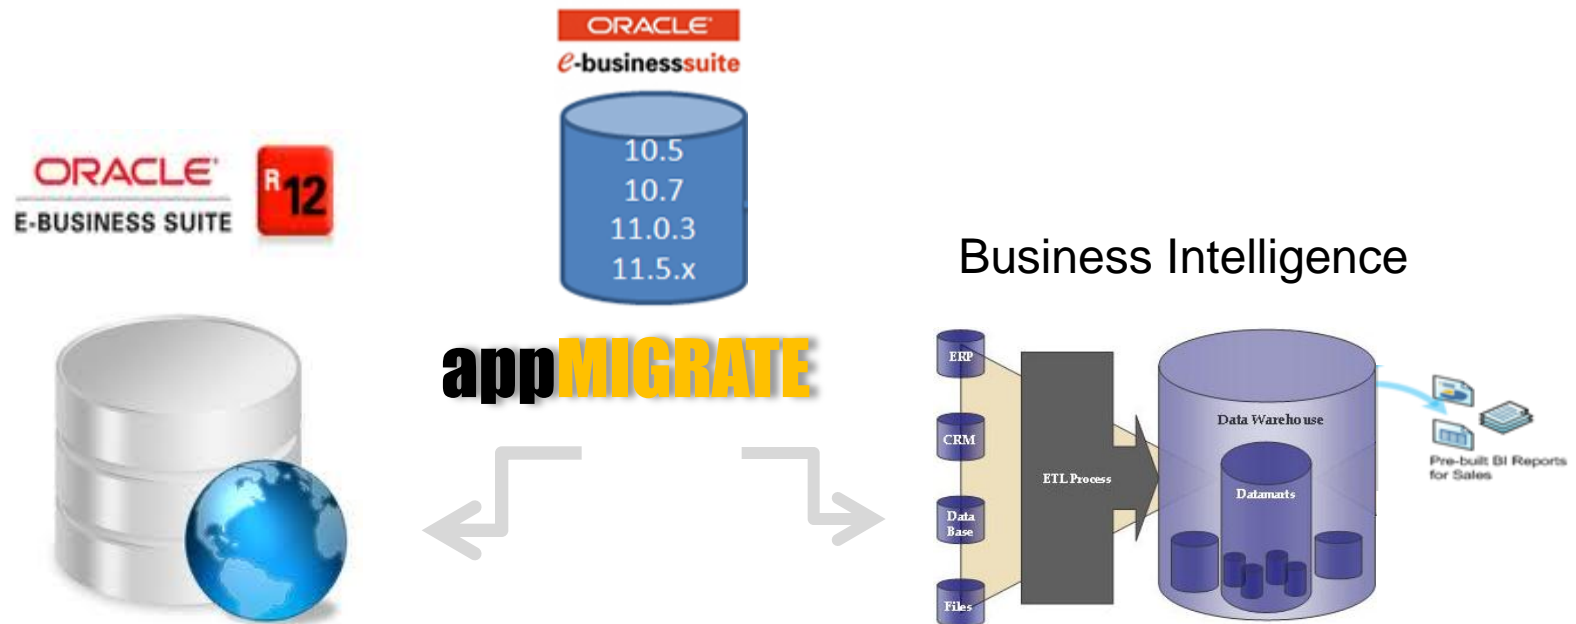 ORACLE
e-businesssuite
10.5
10.7
11.0.3
11.5.x
ORACLE
E-BUSINESS SUITE
R12
appMIGRATE
Business Intelligence
ERP
CRM
Data
Base
Files
ETL Process
Data Warehouse
Datamarts
Pre-built BI Reports
for Sales